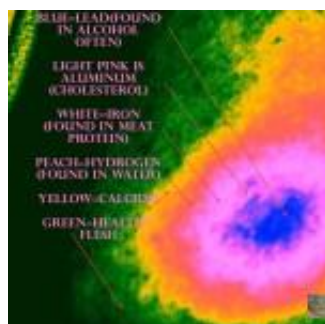 BLUE-LEAD(FOUND
IN ALCOHOL
OFTEN)
LIGHT PINK IS
ALUMINUM
(CHOLESTEROL)
WHITE-IRON
(FOUND IN MEAT
PROTEIN)
PEACH-HYDROGEN
(FOUND IN WATER)
YELLOW-CALCIUM
GREEN-HEALTHY
FLESH